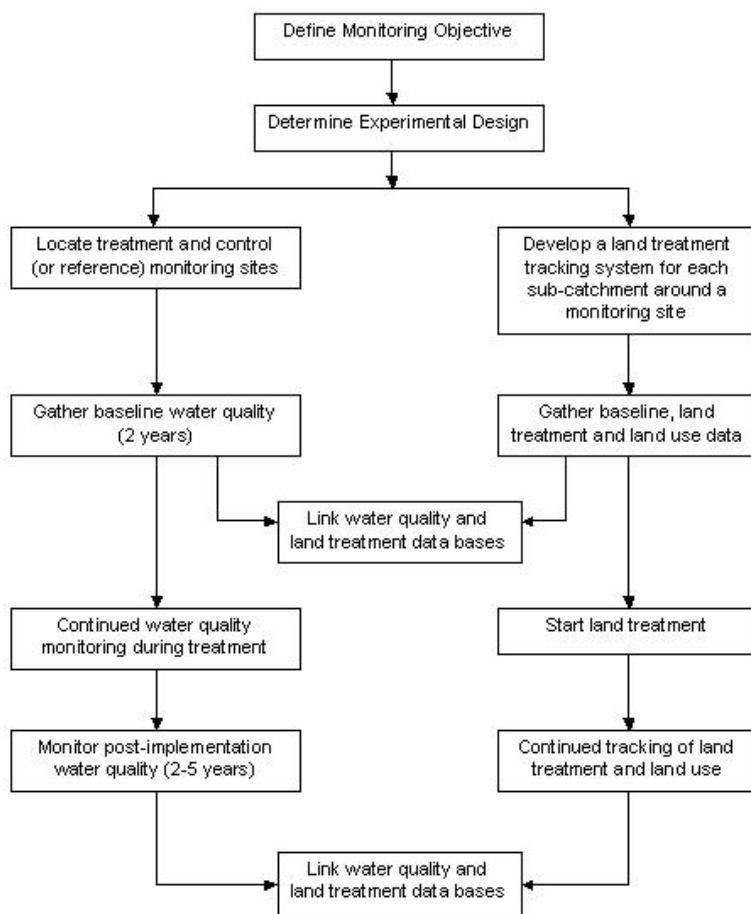 Define Monitoring Objective
Determine Experimental Design
Locate treatment and control
(or reference) monitoring sites
Develop a land treatment
tracking system for each
sub-catchment around a
monitoring site
Gather baseline water quality
(2 years)
Gather baseline, land
treatment and land use data
Link water quality and
land treatment data bases
Continued water quality
monitoring during treatment
Start land treatment
Monitor post-implementation
water quality (2-5 years)
Continued tracking of land
treatment and land use
Link water quality and
land treatment data bases